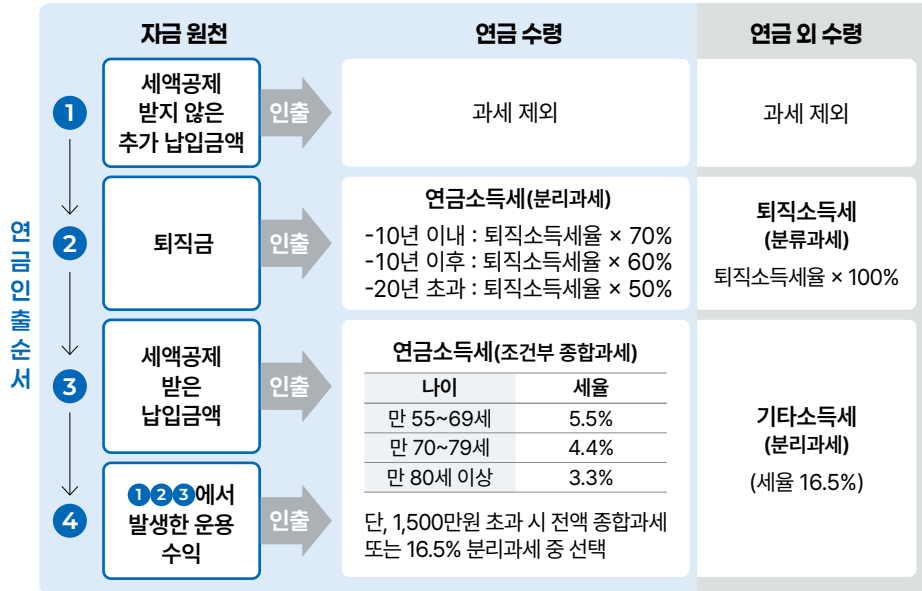 자금 원천
연금 수령
연금 외 수령
연금인출순서
1
세액공제
받지 않은
추가 납입금액
인출
과세 제외
과세 제외
2
퇴직금
인출
연금소득세(분리과세)
-10년 이내 : 퇴직소득세율 × 70%
-10년 이후 : 퇴직소득세율 × 60%
-20년 초과 : 퇴직소득세율 × 50%
퇴직소득세
(분류과세)
퇴직소득세율 × 100%
3
세액공제
받은
납입금액
인출
연금소득세(조건부 종합과세)
나이 세율
만 55~69세 5.5%
만 70~79세 4.4%
만 80세 이상 3.3%
4
1 2 3에서
발생한 운용
수익
인출
단, 1,500만원 초과 시 전액 종합과세
또는 16.5% 분리과세 중 선택
기타소득세
(분리과세)
(세율 16.5%)